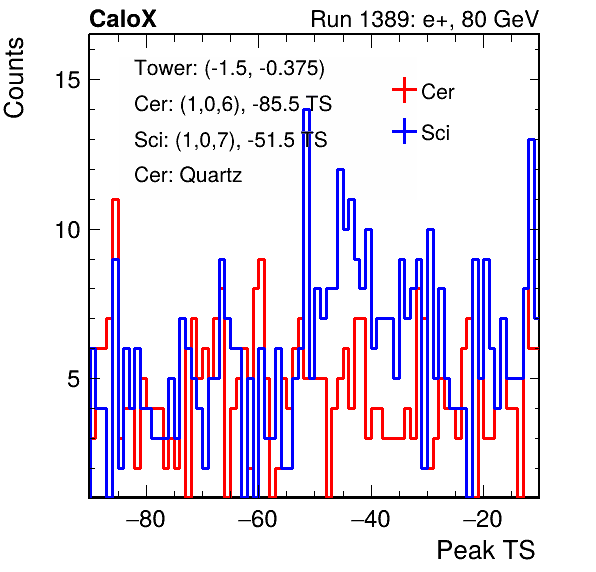 CaloX Run 1389: e+, 80 GeV
Counts
Tower: (-1.5, -0.375)
Cer: (1,0,6), -85.5 TS
Sci: (1,0,7), -51.5 TS
Cer: Quartz
Cer
Sci
15
10
5
−80 −60 −40 −20
Peak TS